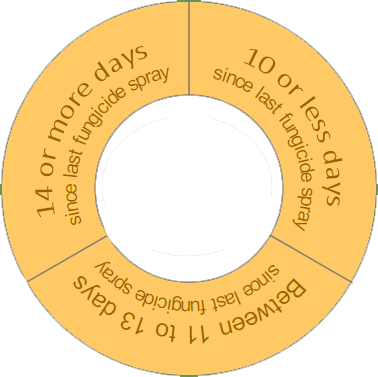 14 or more days
since last fungicide spray
10 or less days
since last fungicide spray
Between 11 to 13 days
since last fungicide spray